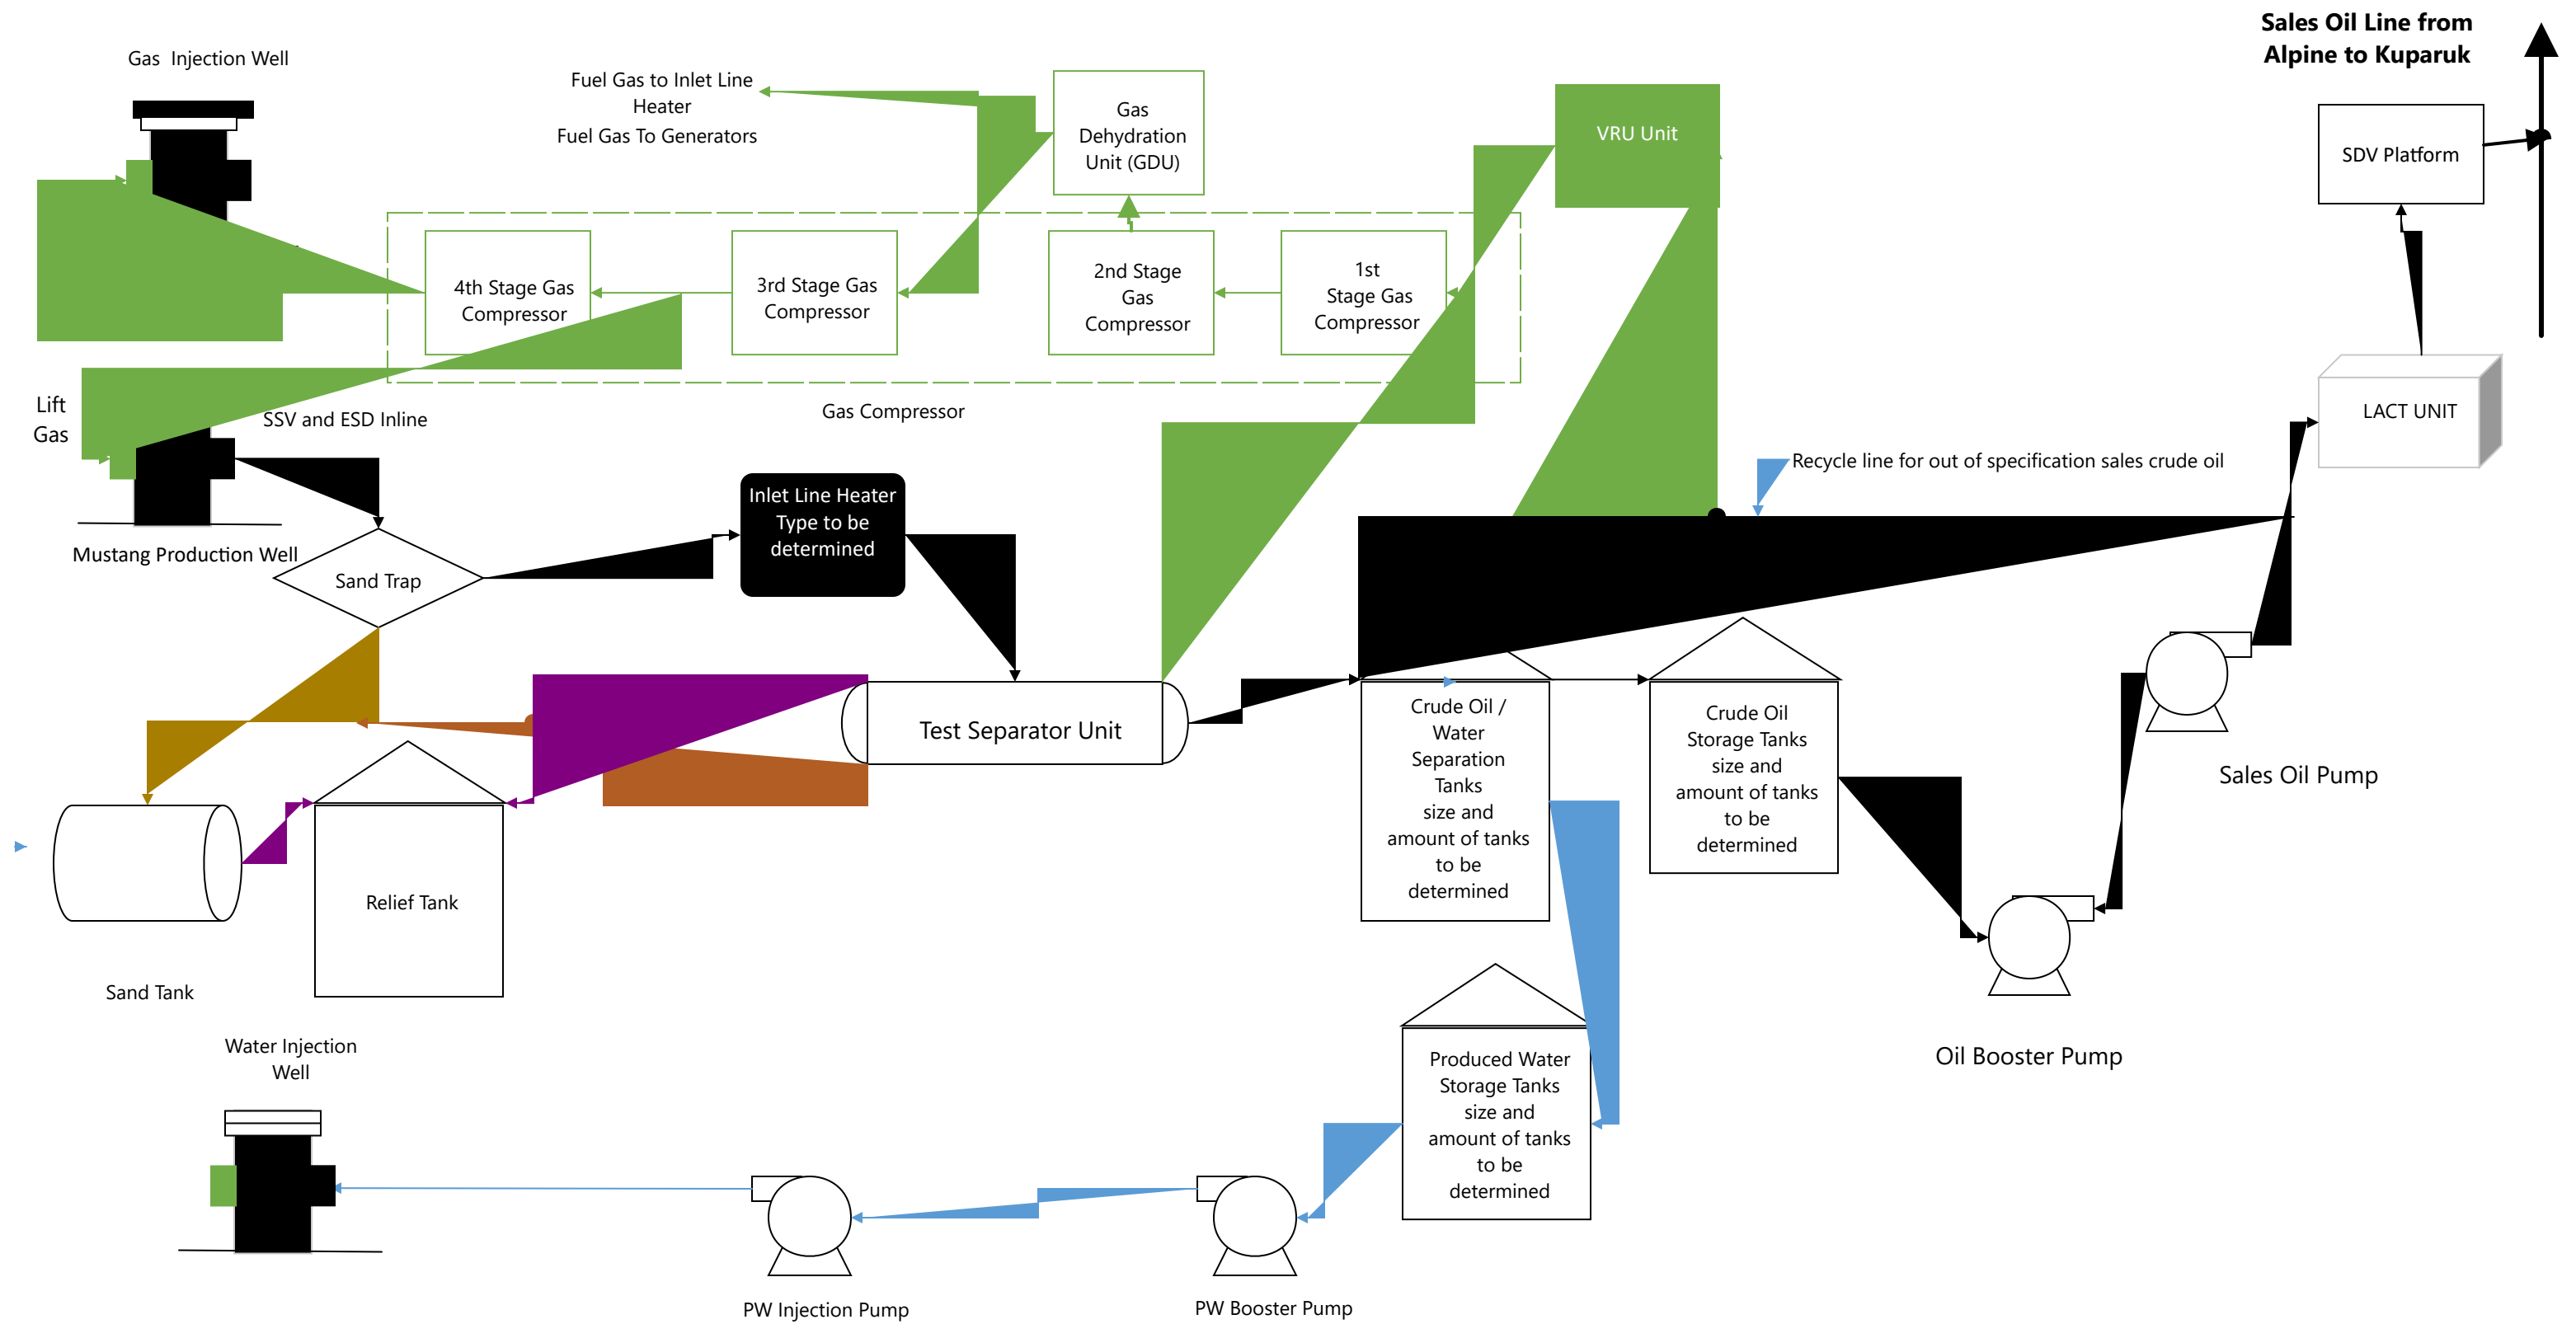 Sales Oil Line from
Alpine to Kuparuk
Gas  Injection Well
Fuel Gas to Inlet Line
Heater
Fuel Gas To Generators
Gas
Dehydration
Unit (GDU)
VRU Unit
SDV Platform
4th Stage Gas
Compressor
3rd Stage Gas
Compressor
2nd Stage
Gas
Compressor
1st
Stage Gas
Compressor
Lift
Gas
SSV and ESD Inline
Gas Compressor
LACT UNIT
Recycle line for out of specification sales crude oil
Inlet Line Heater
Type to be
determined
Mustang Production Well
Sand Trap
Test Separator Unit
Crude Oil /
Water
Separation
Tanks
size and
amount of tanks
to be
determined
Crude Oil
Storage Tanks
size and
amount of tanks
to be
determined
Sales Oil Pump
Relief Tank
Sand Tank
Water Injection
Well
Oil Booster Pump
Produced Water
Storage Tanks
size and
amount of tanks
to be
determined
PW Injection Pump
PW Booster Pump